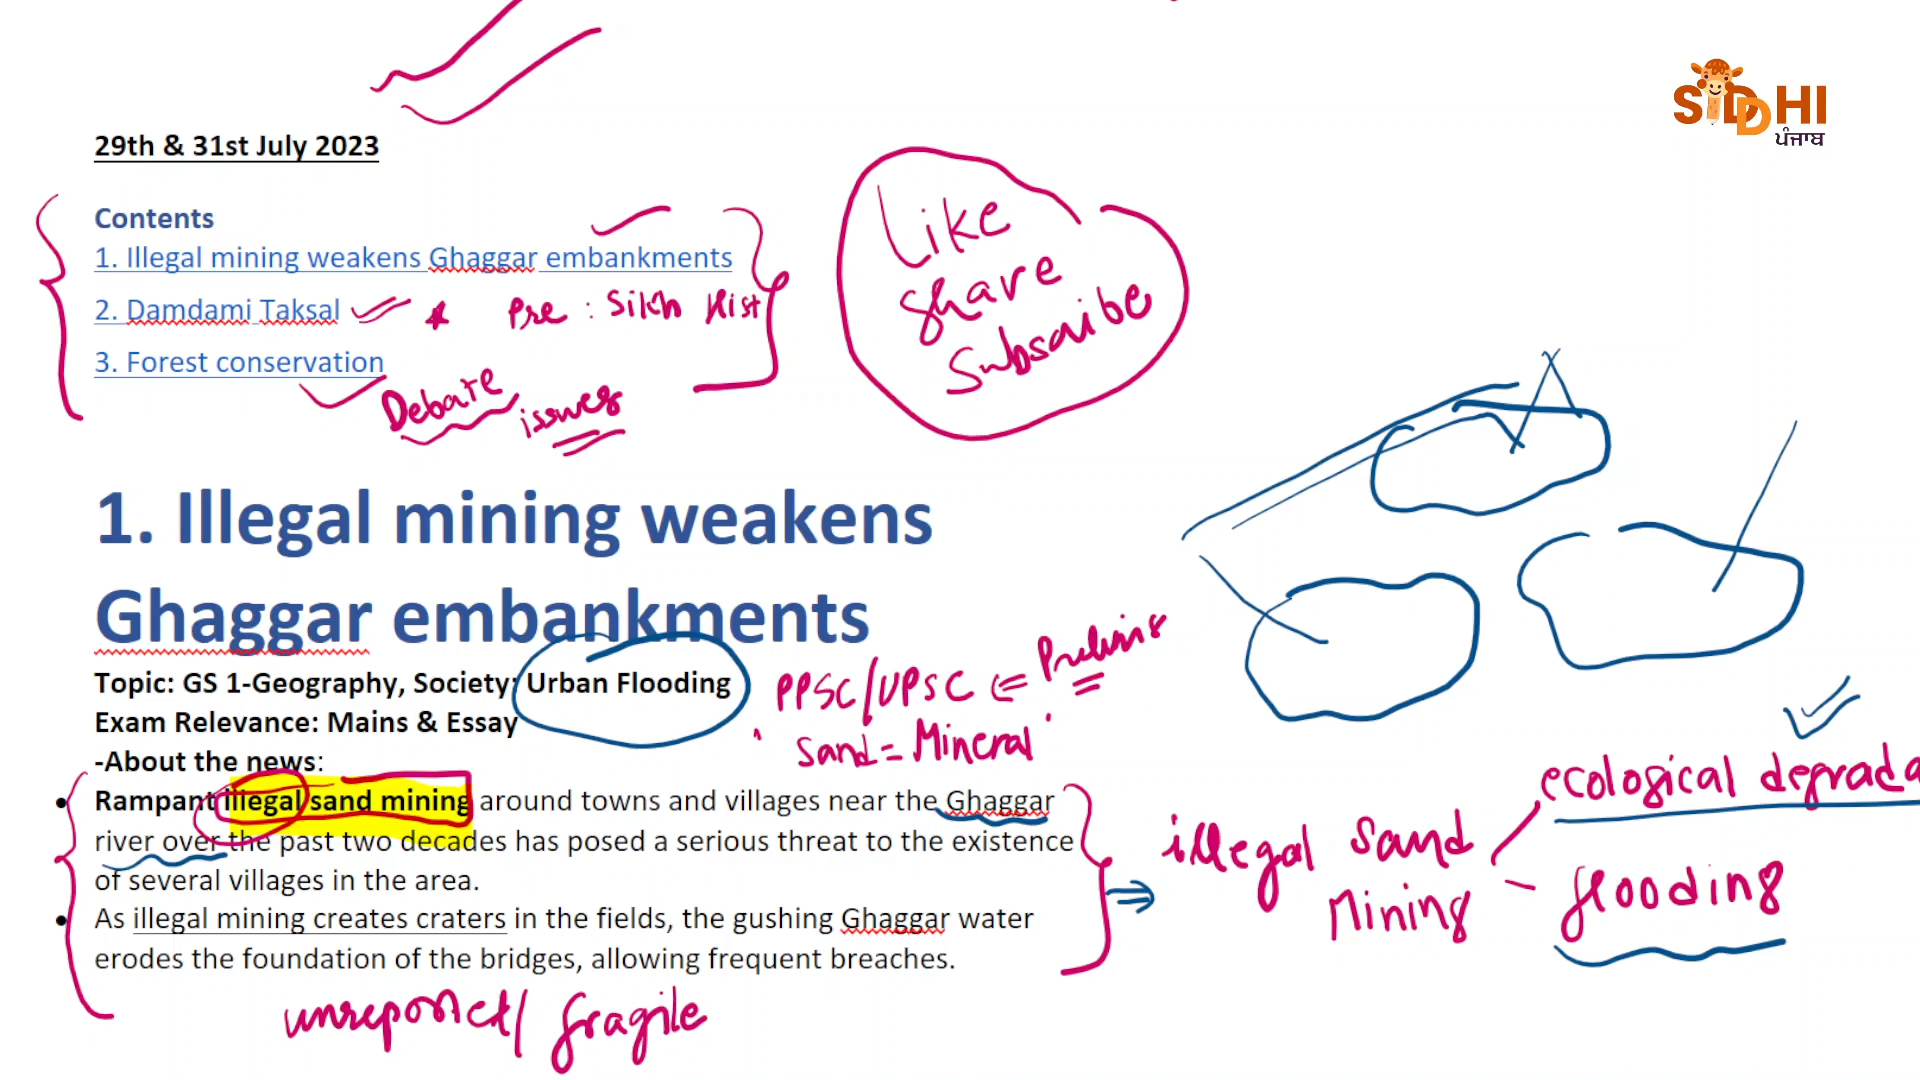 SIDDHI
ਪੰਜਾਬ
29th & 31st July 2023
Contents
1. Illegal mining weakens Ghaggar embankments
2. Damdami Taksal
Pre : Sikh Hist
3. Forest conservation
Debate
issues
Like
share
Subscribe
1. Illegal mining weakens
Ghaggar embankments
Topic: GS 1-Geography, Society: Urban Flooding
Exam Relevance: Mains & Essay
PPSC/UPSC ⇐ Prelims
'Sand = Mineral'
-About the news:
• Rampant illegal sand mining around towns and villages near the Ghaggar
river over the past two decades has posed a serious threat to the existence
of several villages in the area.
• As illegal mining creates craters in the fields, the gushing Ghaggar water
erodes the foundation of the bridges, allowing frequent breaches.
⇒ illegal Sand
Mining
ecological degrada
flooding
fragile